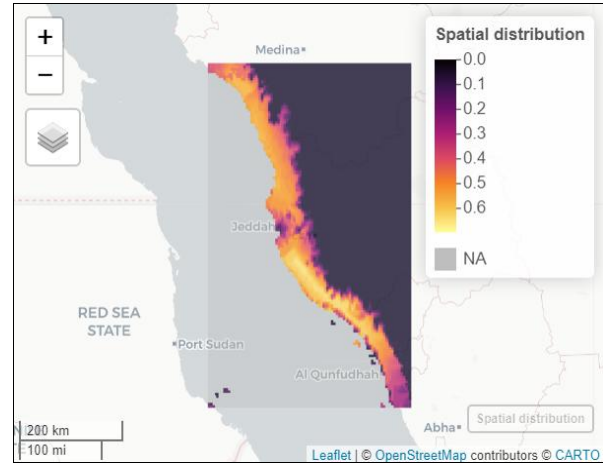 +
−
Medina
Jeddah
RED SEA
STATE
Port Sudan
Al Qunfudhah
Abha
200 km
100 mi
Spatial distribution
0.0
0.1
0.2
0.3
0.4
0.5
0.6
NA
Spatial distribution
Leaflet | © OpenStreetMap contributors © CARTO